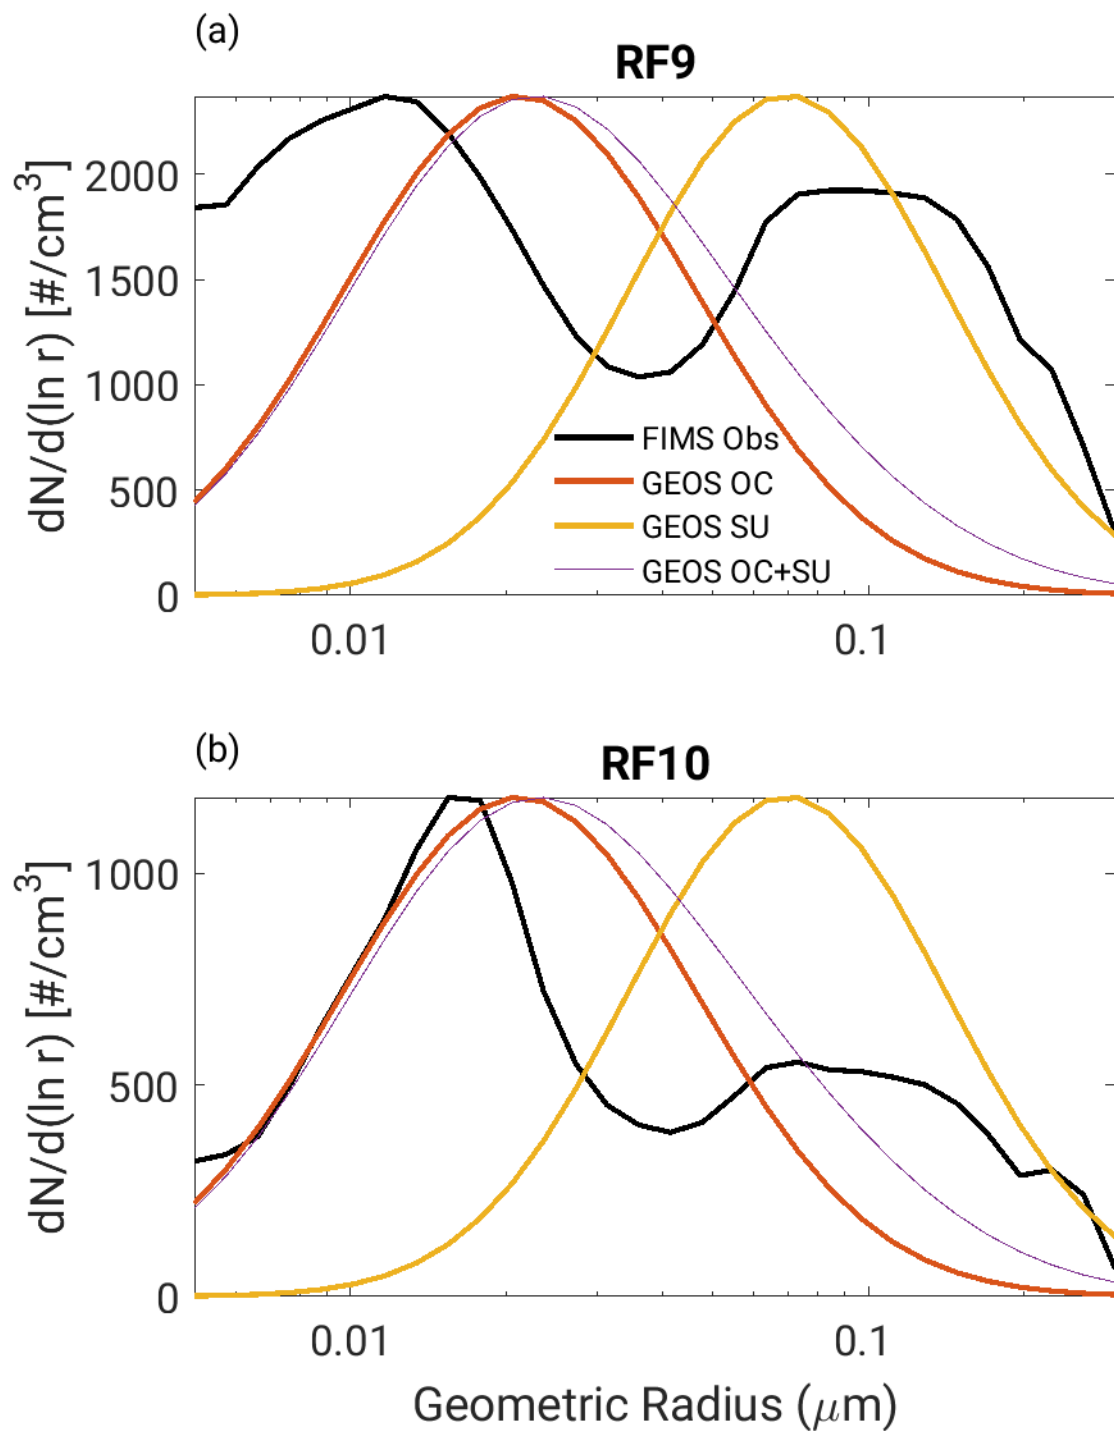 (a)
RF9
dN/d(ln r) [#/cm³]
2000
1500
1000
500
0
FIMS Obs
GEOS OC
GEOS SU
GEOS OC+SU
0.01 0.1
(b)
RF10
dN/d(ln r) [#/cm³]
1000
500
0
0.01 0.1
Geometric Radius (μm)